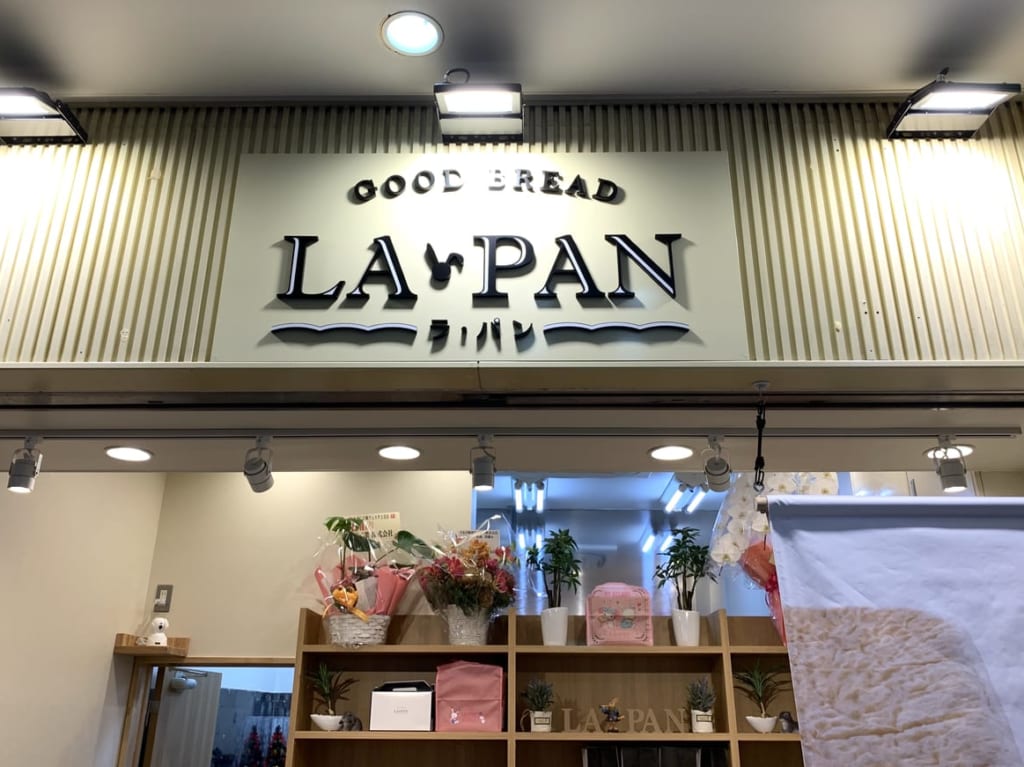 GOOD BREAD
LA PAN
ラ・パン
LA PAN